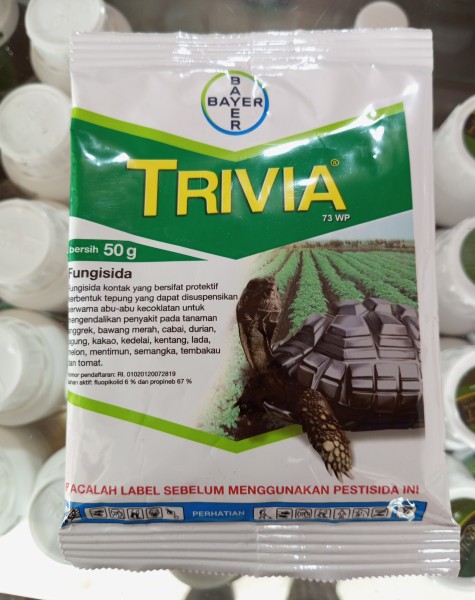 BAYER
BAYER
TRIVIA®
73 WP
bersih 50 g
Fungisida
Fungisida kontak yang bersifat protektif
berbentuk tepung yang dapat disuspensikan
berwarna abu-abu kecoklatan untuk
mengendalikan penyakit pada tanaman
anggrek, bawang merah, cabai, durian,
jagung, kakao, kedelai, kentang, lada,
melon, mentimun, semangka, tembakau
dan tomat.
Nomor pendaftaran: RI. 01020120072819
Bahan aktif: fluopikolid 6 % dan propineb 67 %
BACALAH LABEL SEBELUM MENGGUNAKAN PESTISIDA INI
PERHATIAN